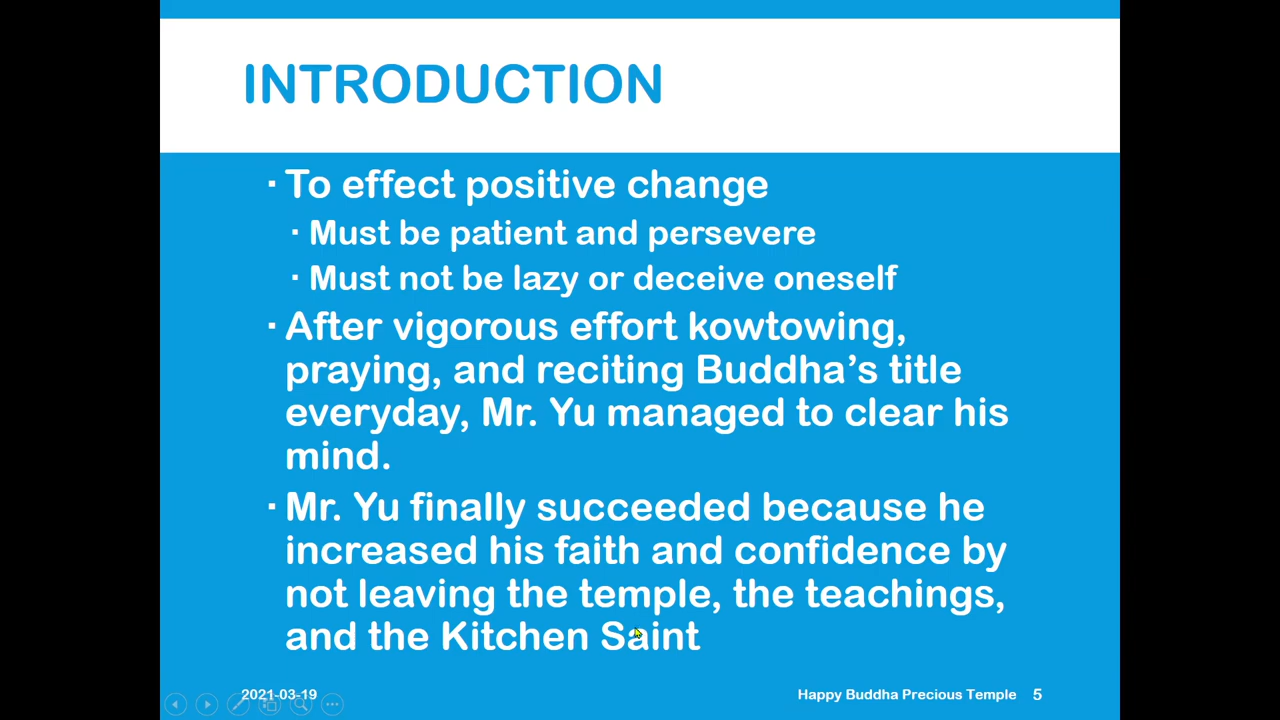 INTRODUCTION
▪ To effect positive change
▪ Must be patient and persevere
▪ Must not be lazy or deceive oneself
▪ After vigorous effort kowtowing,
praying, and reciting Buddha’s title
everyday, Mr. Yu managed to clear his
mind.
▪ Mr. Yu finally succeeded because he
increased his faith and confidence by
not leaving the temple, the teachings,
and the Kitchen Saint
2021-03-19 Happy Buddha Precious Temple 5